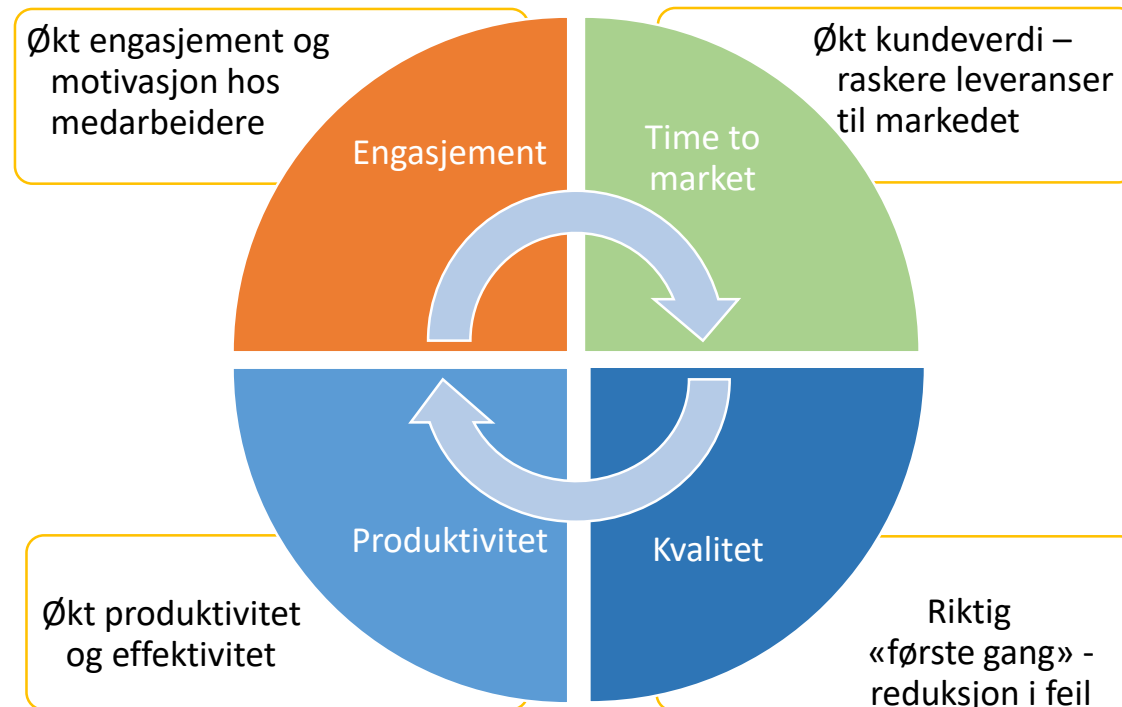 Økt engasjement og
motivasjon hos
medarbeidere
Økt kundeverdi –
raskere leveranser
til markedet
Engasjement
Time to
market
Produktivitet
Kvalitet
Økt produktivitet
og effektivitet
Riktig
«første gang» -
reduksjon i feil